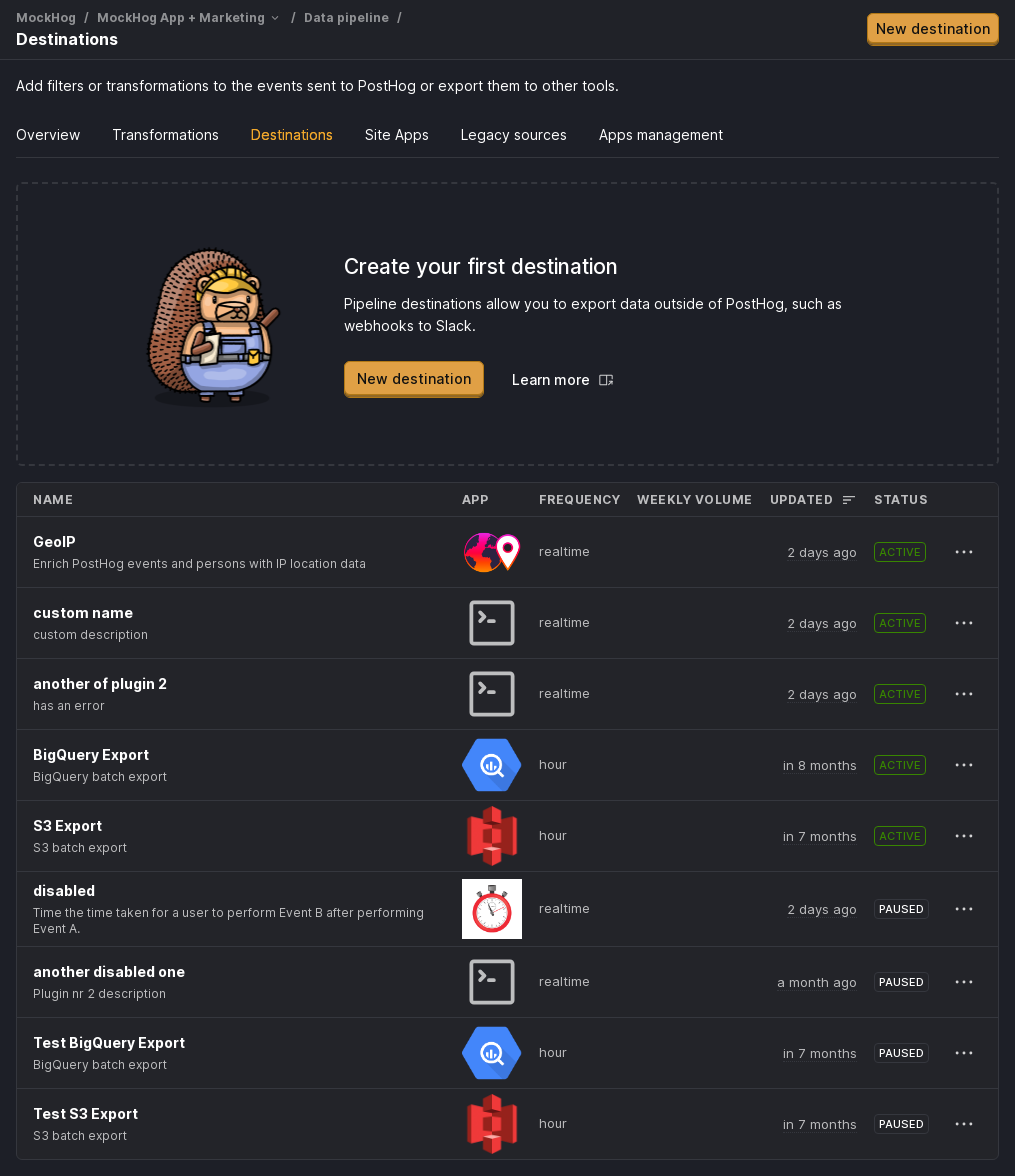 MockHog / MockHog App + Marketing / Data pipeline /
Destinations
New destination
Add filters or transformations to the events sent to PostHog or export them to other tools.
Overview Transformations Destinations Site Apps Legacy sources Apps management
Create your first destination
Pipeline destinations allow you to export data outside of PostHog, such as
webhooks to Slack.
New destination Learn more
NAME APP FREQUENCY WEEKLY VOLUME UPDATED STATUS
GeoIP
Enrich PostHog events and persons with IP location data
realtime 2 days ago ACTIVE
custom name
custom description
realtime 2 days ago ACTIVE
another of plugin 2
has an error
realtime 2 days ago ACTIVE
BigQuery Export
BigQuery batch export
hour in 8 months ACTIVE
S3 Export
S3 batch export
hour in 7 months ACTIVE
disabled
Time the time taken for a user to perform Event B after performing
Event A.
realtime 2 days ago PAUSED
another disabled one
Plugin nr 2 description
realtime a month ago PAUSED
Test BigQuery Export
BigQuery batch export
hour in 7 months PAUSED
Test S3 Export
S3 batch export
hour in 7 months PAUSED